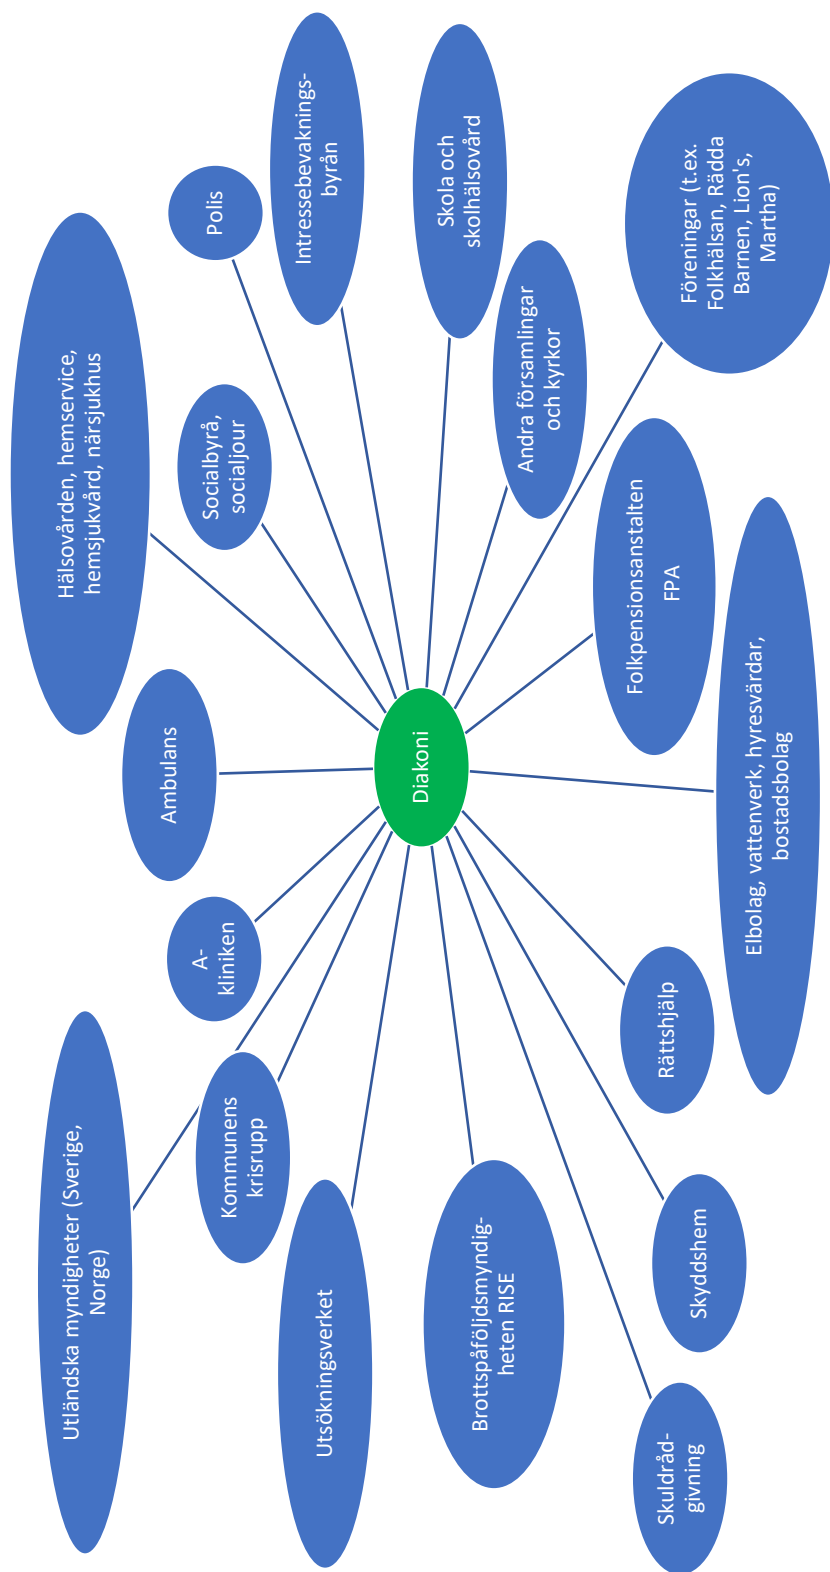 Hälsovården, hemservice,
hemsjukvård, närsjukhus
Polis
Intressebevaknings-
byrån
Socialbyrå,
socialjour
Skola och
skolhälsovård
Andra församlingar
och kyrkor
Föreningar (t.ex.
Folkhälsan, Rädda
Barnen, Lion's,
Martha)
Ambulans
Diakoni
Folkpensionsanstalten
FPA
Elbolag, vattenverk, hyresvärdar,
bostadsbolag
A-
kliniken
Utländska myndigheter (Sverige,
Norge)
Kommunens
krisrupp
Utsökningsverket
Brottspåföljdsmyndig-
heten RISE
Rättshjälp
Skyddshem
Skuldråd-
givning